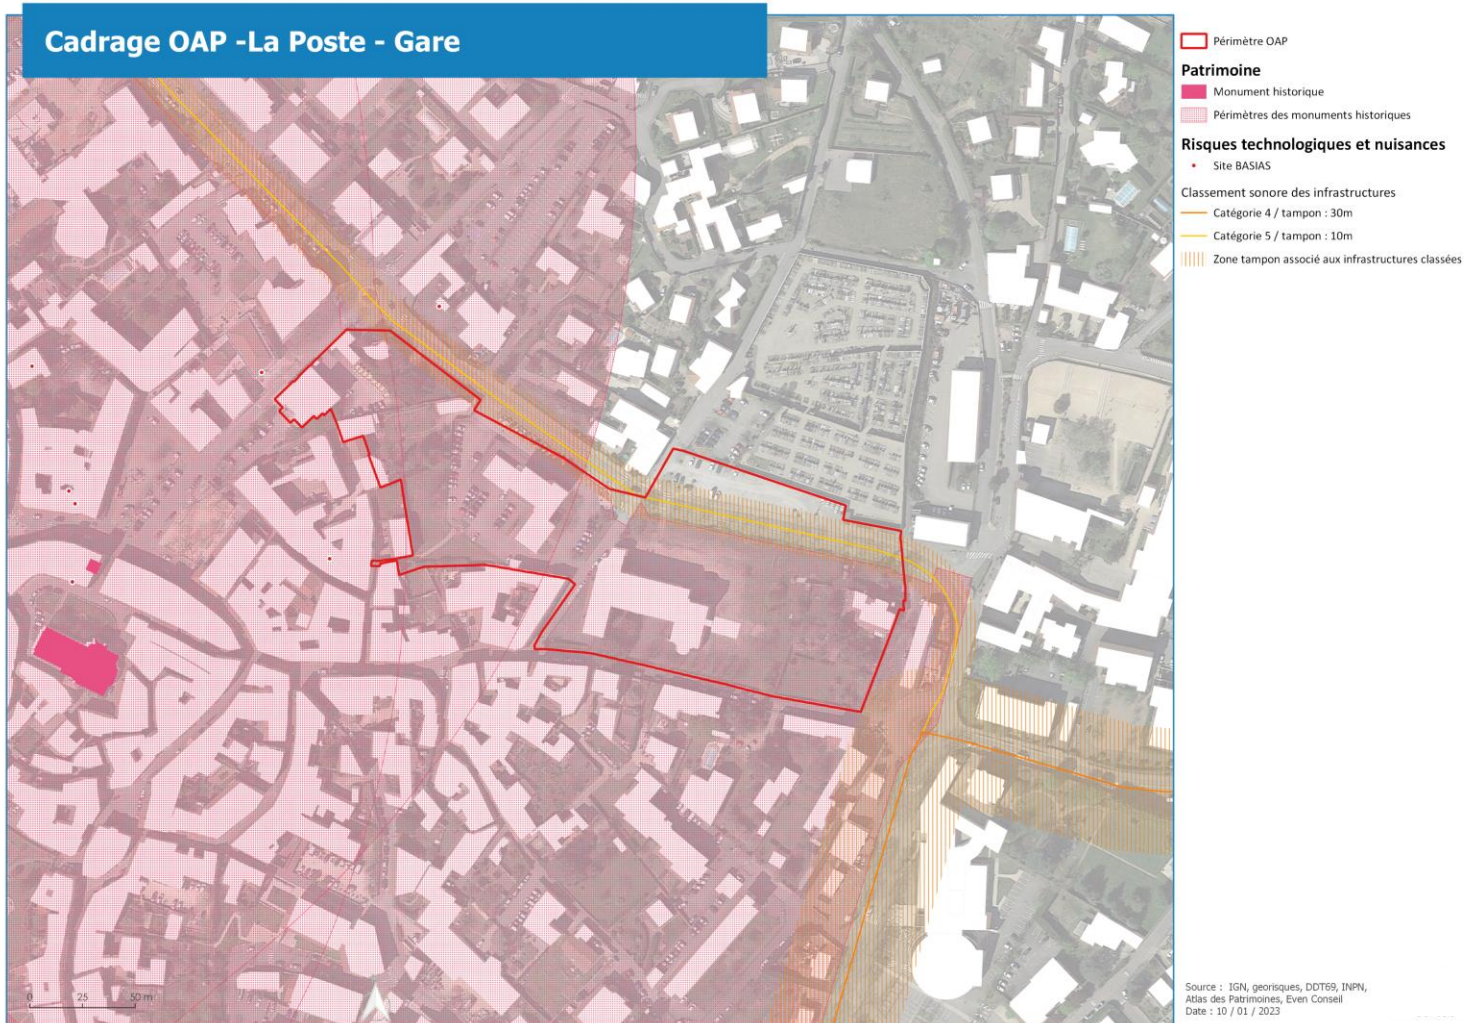 Cadrage OAP -La Poste - Gare
Périmètre OAP
Patrimoine
Monument historique
Périmètres des monuments historiques
Risques technologiques et nuisances
Site BASIAS
Classement sonore des infrastructures
Catégorie 4 / tampon : 30m
Catégorie 5 / tampon : 10m
Zone tampon associé aux infrastructures classées
0 25 50 m
Source : IGN, georisques, DDT69, INPN,
Atlas des Patrimoines, Even Conseil
Date : 10 / 01 / 2023